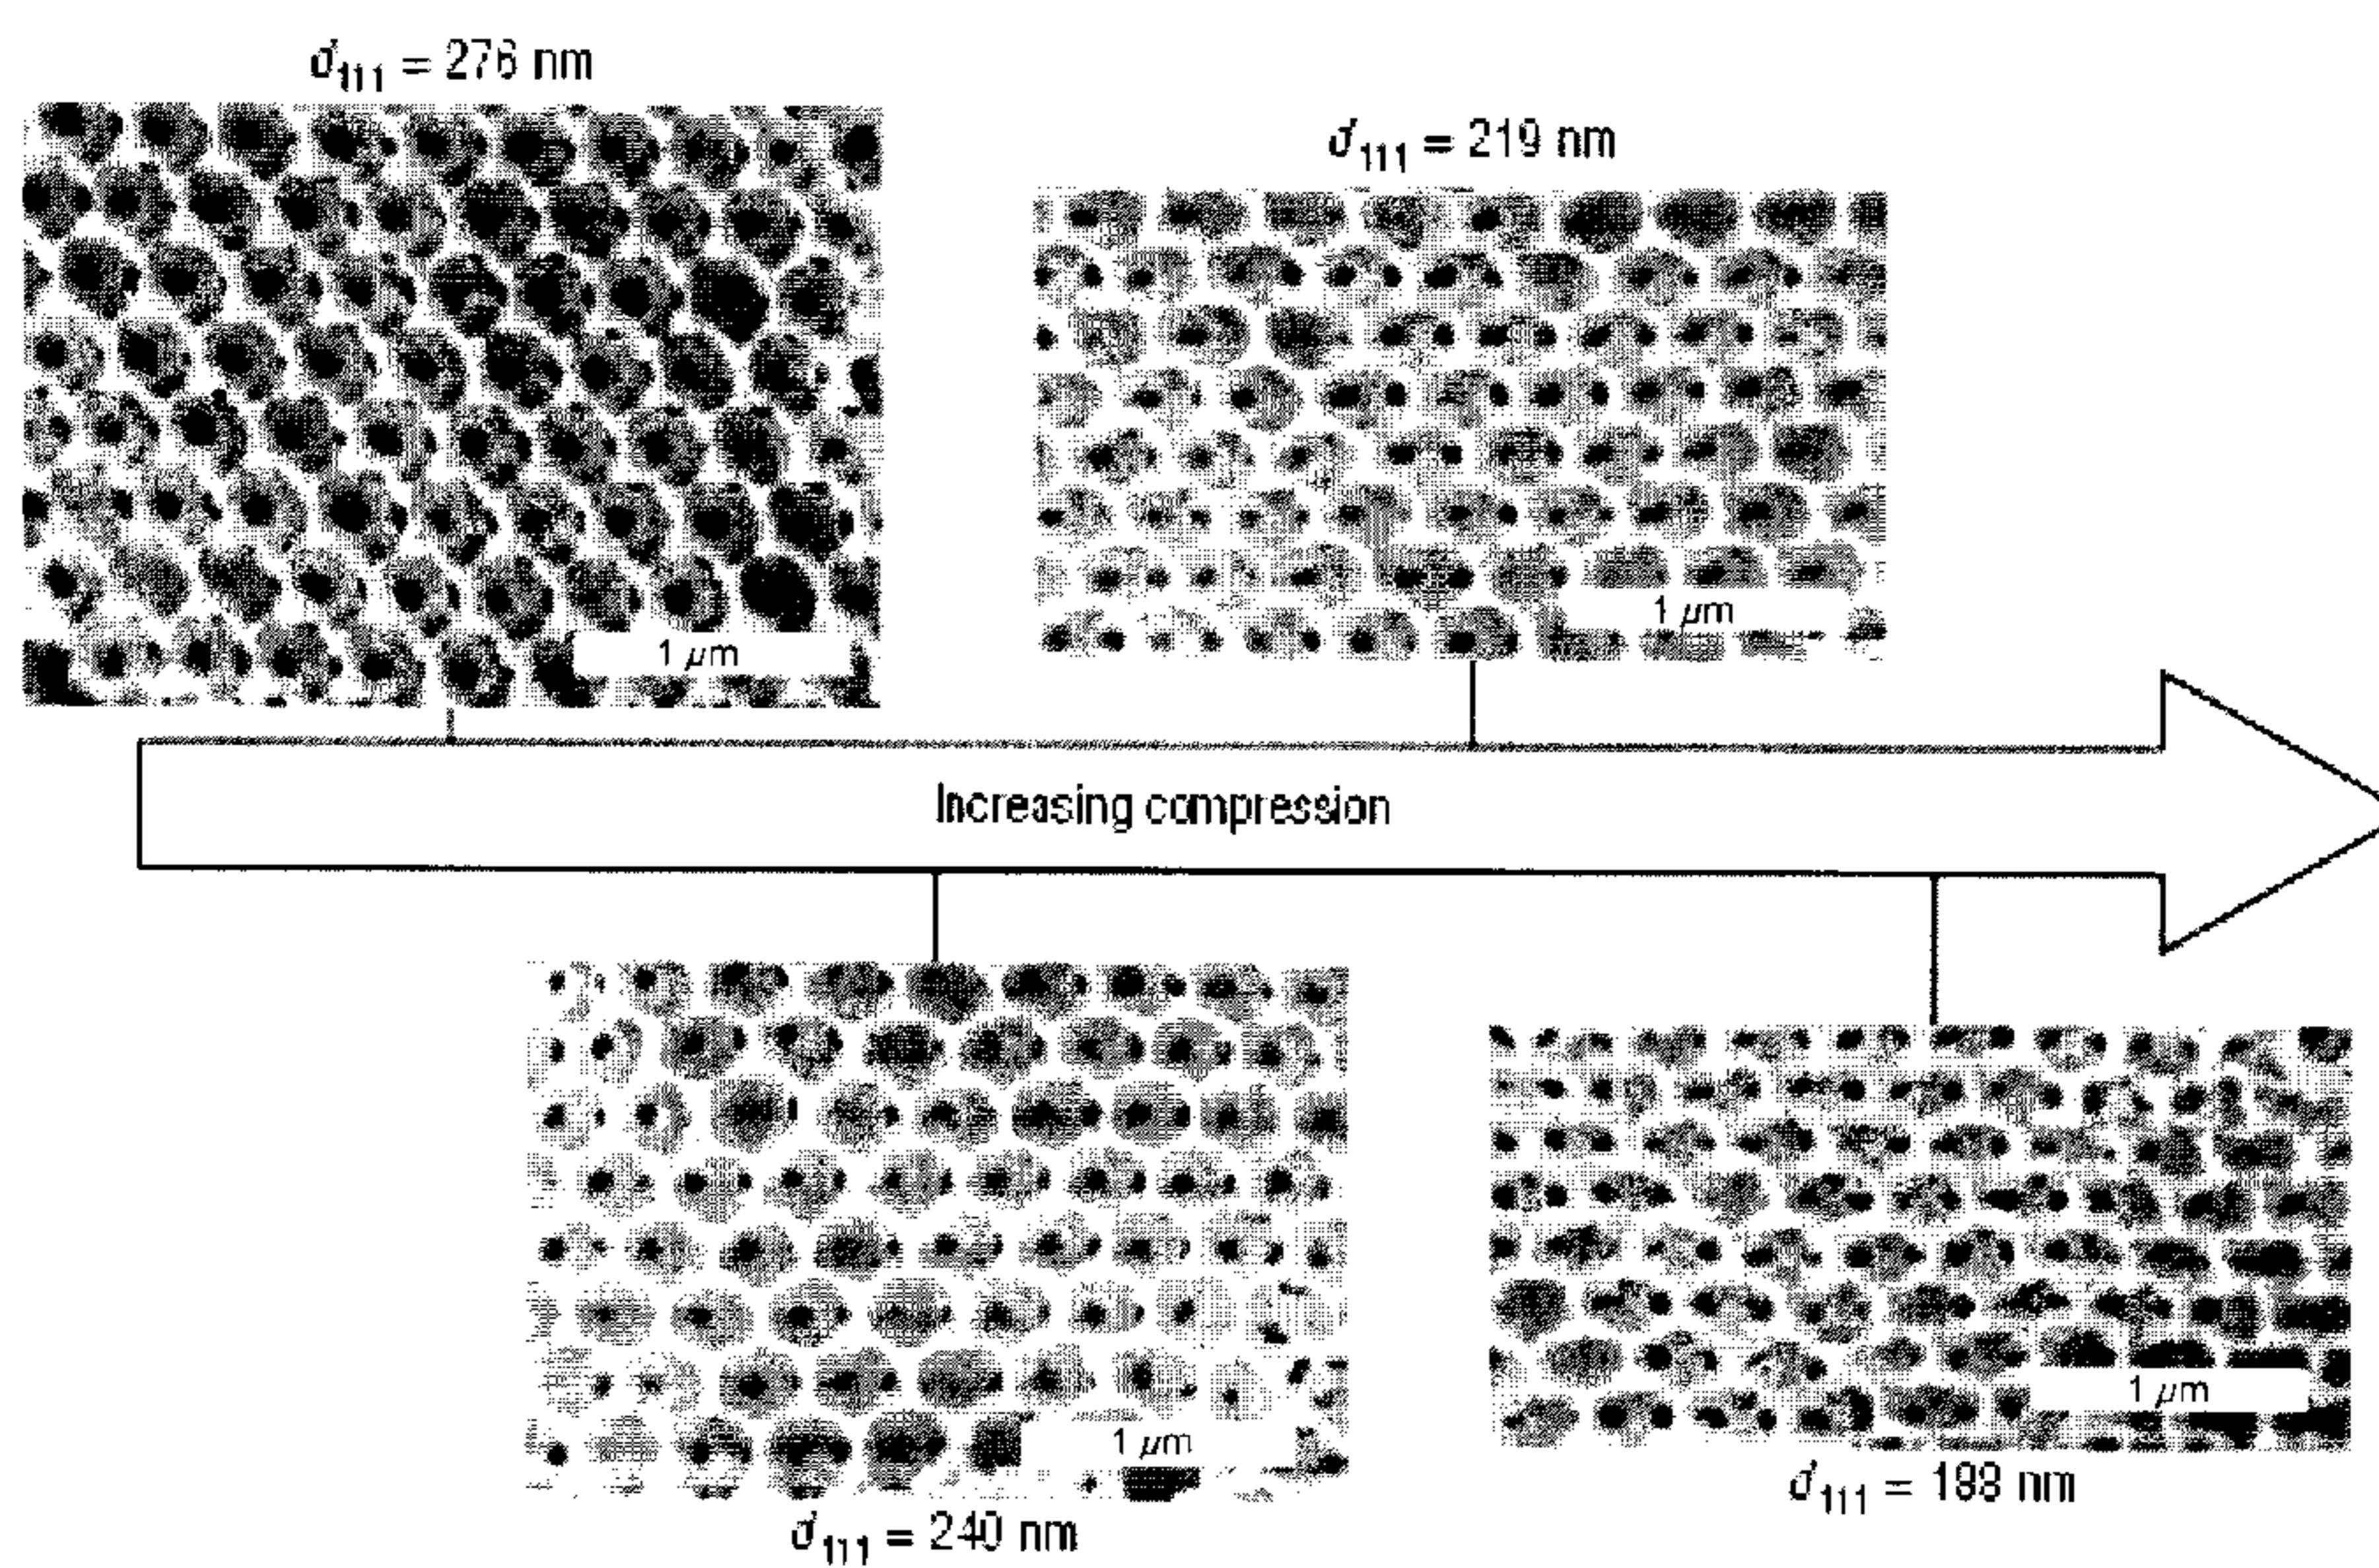 d111 = 276 nm
d111 = 219 nm
1 μm
1 μm
Increasing compression
1 μm
1 μm
d111 = 188 nm
d111 = 240 nm